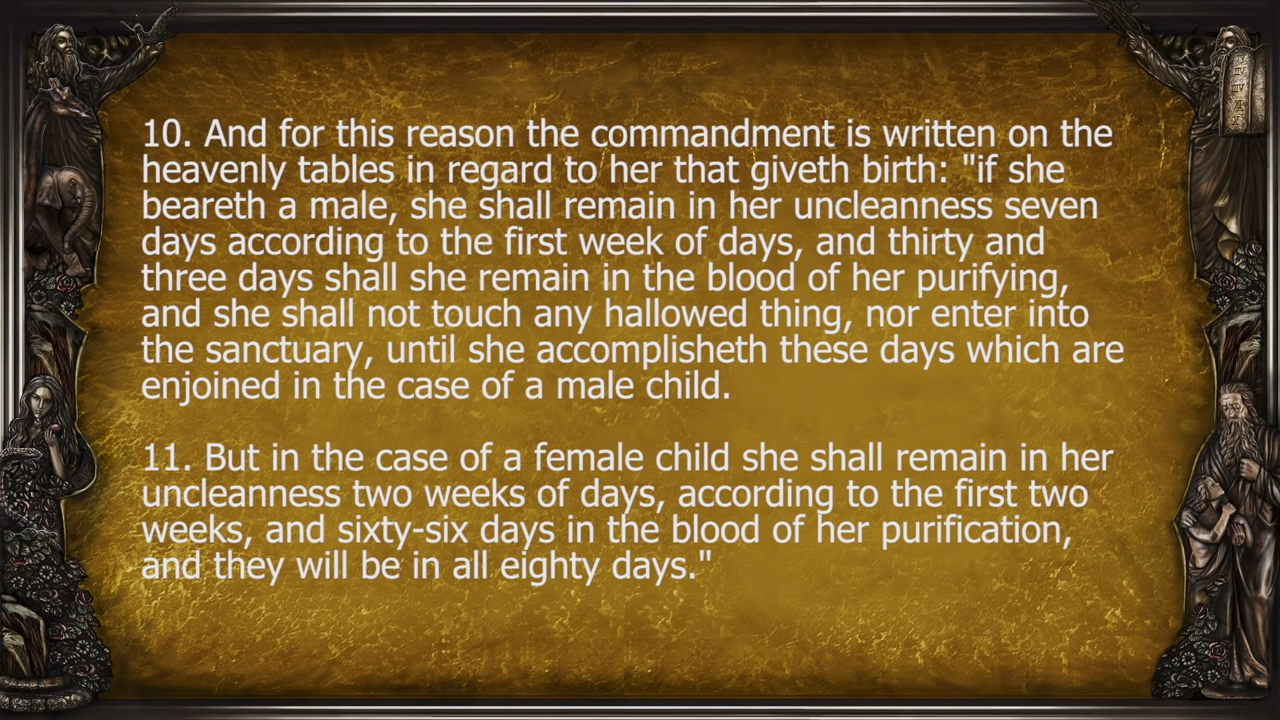 10. And for this reason the commandment is written on the
heavenly tables in regard to her that giveth birth: "if she
beareth a male, she shall remain in her uncleanness seven
days according to the first week of days, and thirty and
three days shall she remain in the blood of her purifying,
and she shall not touch any hallowed thing, nor enter into
the sanctuary, until she accomplisheth these days which are
enjoined in the case of a male child.
11. But in the case of a female child she shall remain in her
uncleanness two weeks of days, according to the first two
weeks, and sixty-six days in the blood of her purification,
and they will be in all eighty days."